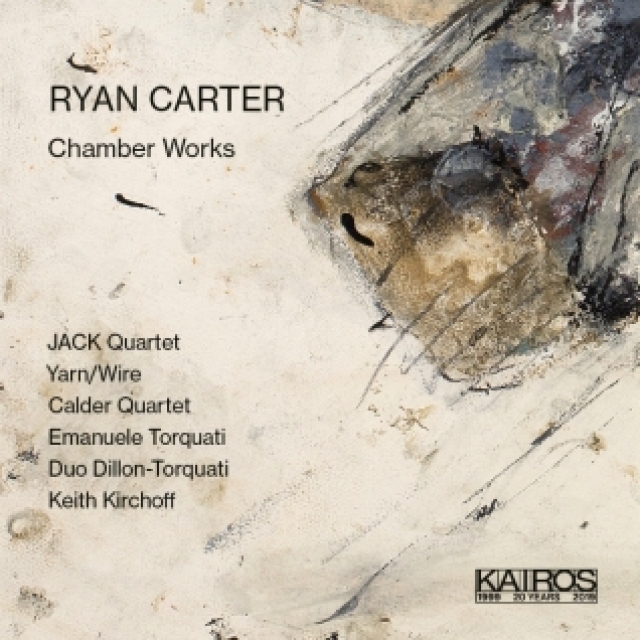 RYAN CARTER
Chamber Works
JACK Quartet
Yarn/Wire
Calder Quartet
Emanuele Torquati
Duo Dillon-Torquati
Keith Kirchoff
KAIROS
1999 20 YEARS 2019